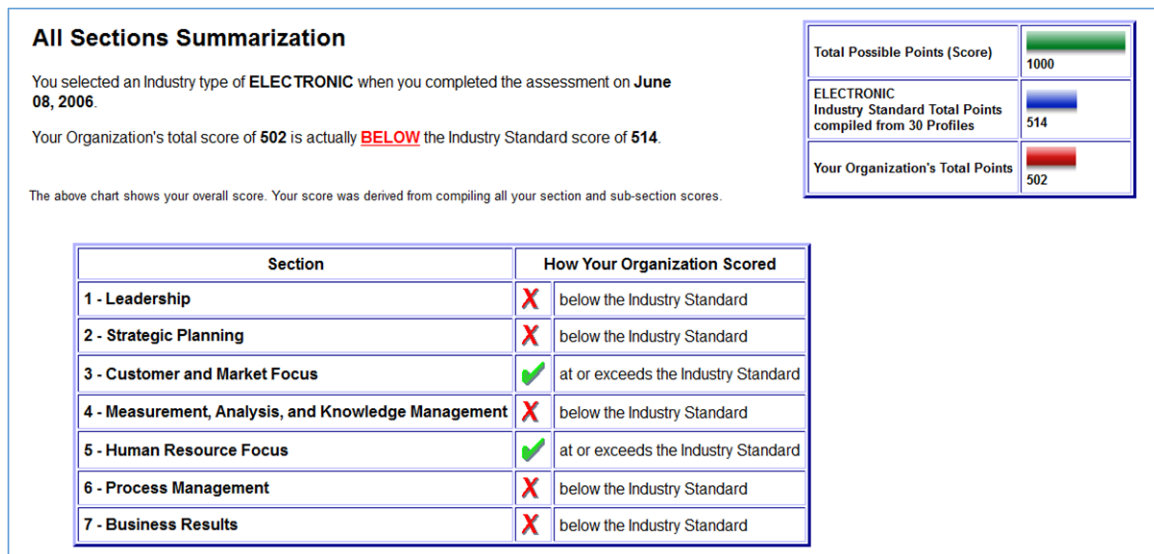 All Sections Summarization
You selected an Industry type of ELECTRONIC when you completed the assessment on June
08, 2006.
Your Organization's total score of 502 is actually BELOW the Industry Standard score of 514.
The above chart shows your overall score. Your score was derived from compiling all your section and sub-section scores.
Total Possible Points (Score)
1000
ELECTRONIC
Industry Standard Total Points
compiled from 30 Profiles
514
Your Organization's Total Points
502
Section How Your Organization Scored
1 - Leadership below the Industry Standard
2 - Strategic Planning below the Industry Standard
3 - Customer and Market Focus at or exceeds the Industry Standard
4 - Measurement, Analysis, and Knowledge Management below the Industry Standard
5 - Human Resource Focus at or exceeds the Industry Standard
6 - Process Management below the Industry Standard
7 - Business Results below the Industry Standard